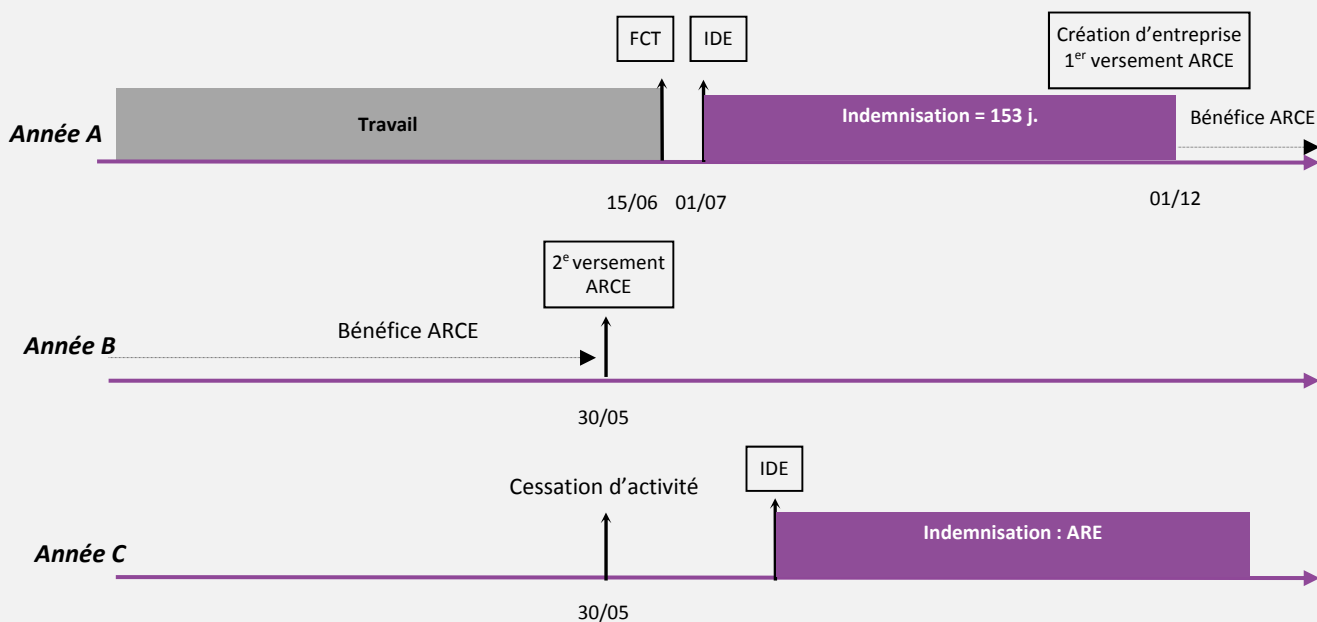 FCT
IDE
Création d’entreprise
1er versement ARCE
Année A
Travail
Indemnisation = 153 j.
Bénéfice ARCE
15/06
01/07
01/12
2e versement
ARCE
Bénéfice ARCE
Année B
30/05
Cessation d’activité
IDE
Année C
Indemnisation : ARE
30/05